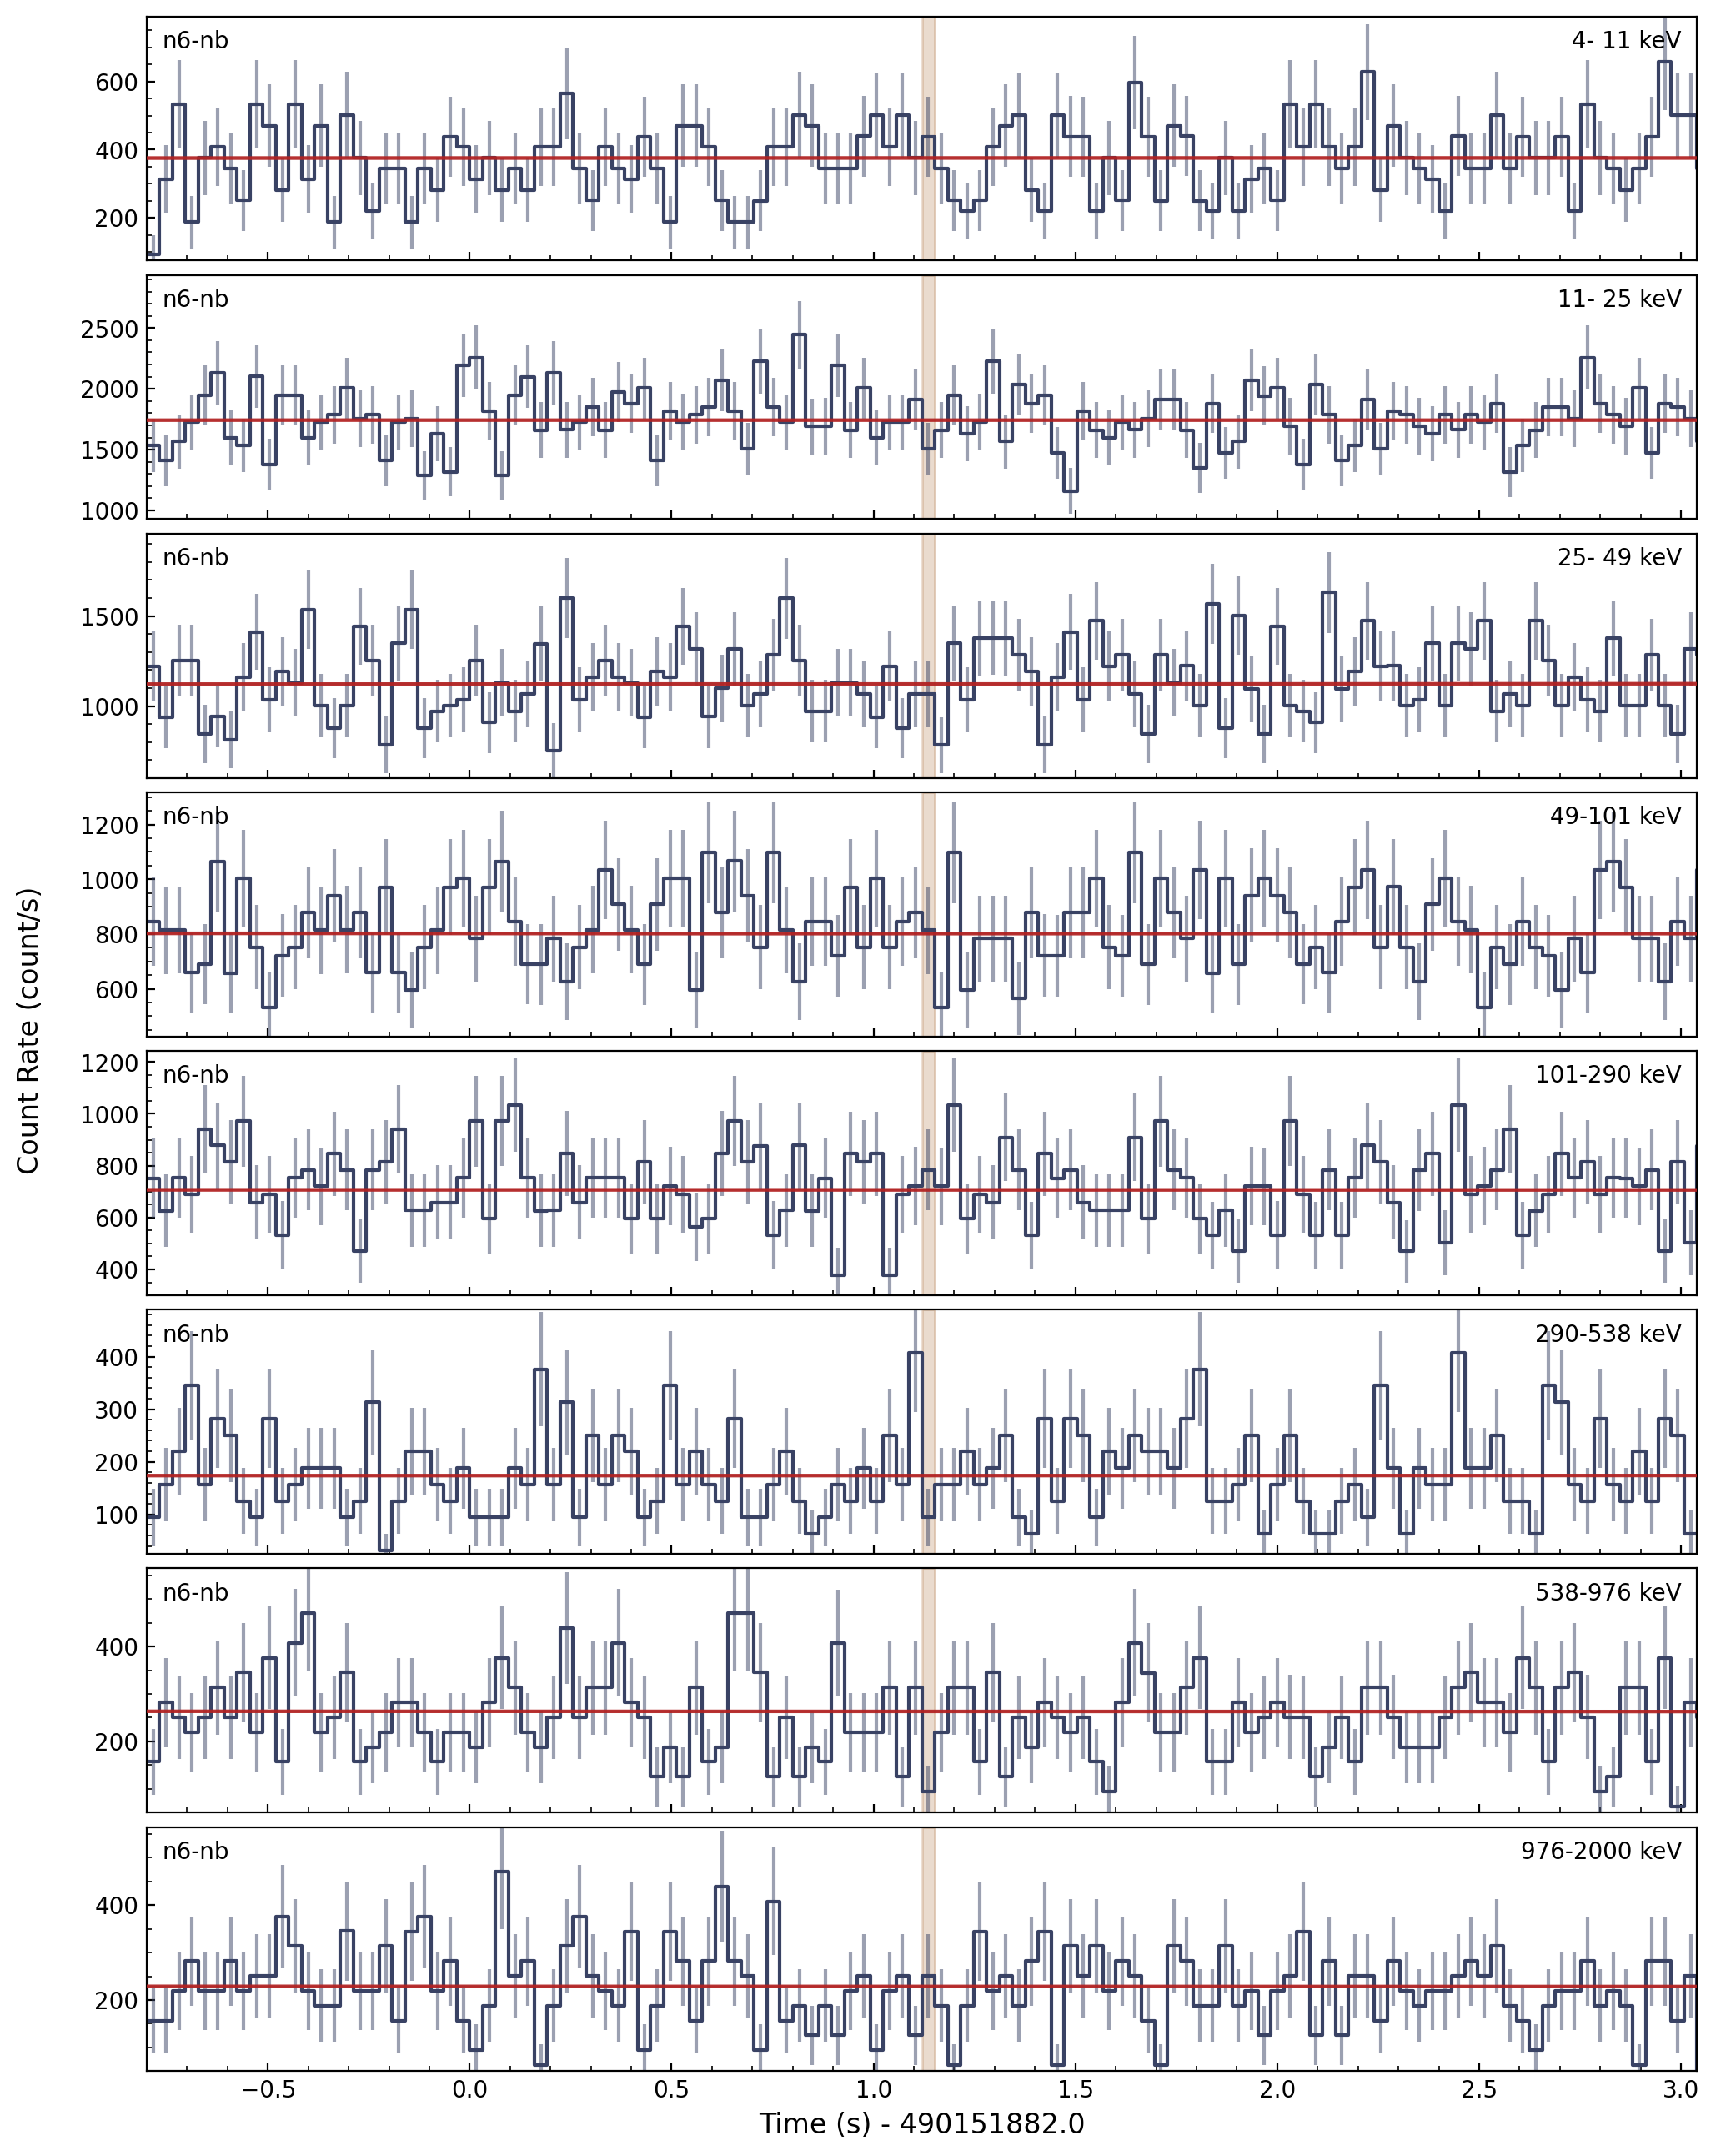 n6-nb 4- 11 keV
600
400
200
n6-nb 11- 25 keV
2500
2000
1500
1000
n6-nb 25- 49 keV
1500
1000
n6-nb 49-101 keV
1200
1000
800
600
n6-nb 101-290 keV
1200
1000
800
600
400
n6-nb 290-538 keV
400
300
200
100
n6-nb 538-976 keV
400
200
n6-nb 976-2000 keV
400
200
−0.5 0.0 0.5 1.0 1.5 2.0 2.5 3.0
Time (s) - 490151882.0
Count Rate (count/s)